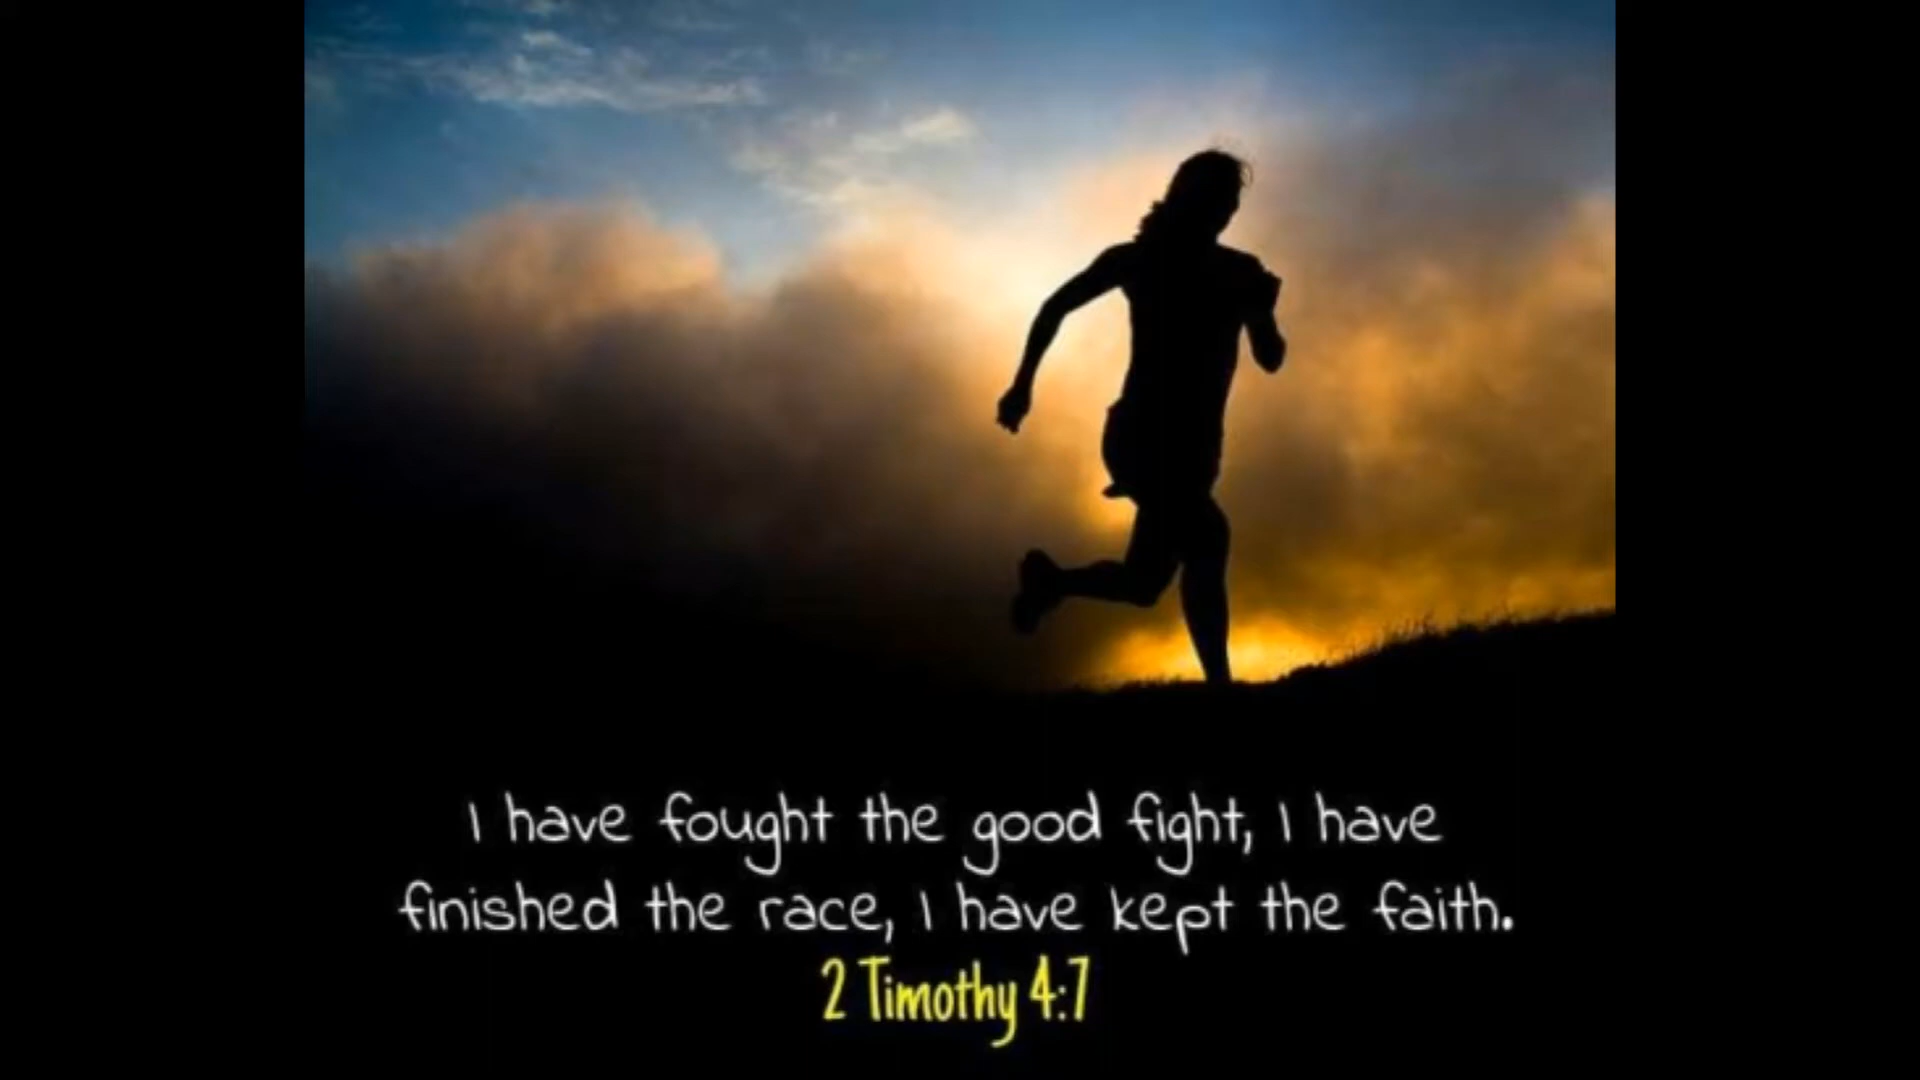 I have fought the good fight, I have
finished the race, I have kept the faith.
2 Timothy 4:7